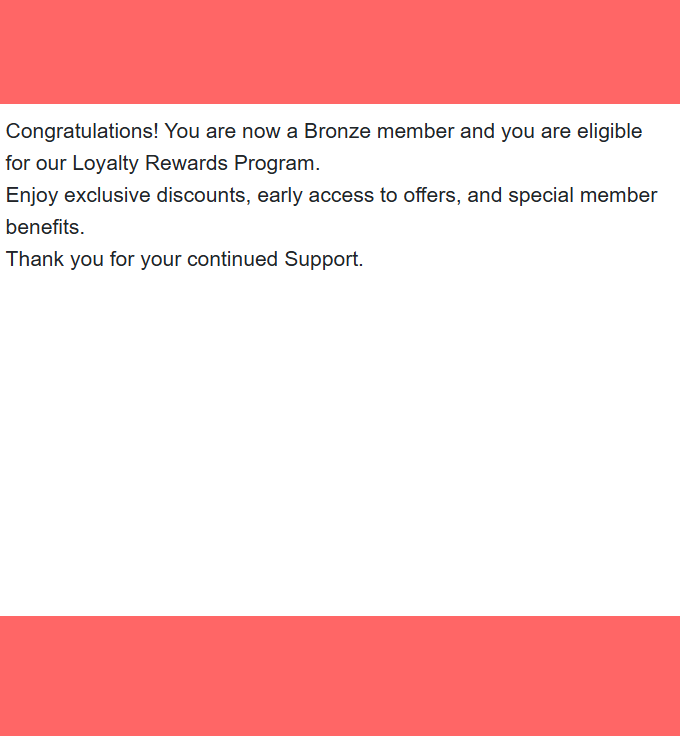 Congratulations! You are now a Bronze member and you are eligible
for our Loyalty Rewards Program.
Enjoy exclusive discounts, early access to offers, and special member
benefits.
Thank you for your continued Support.